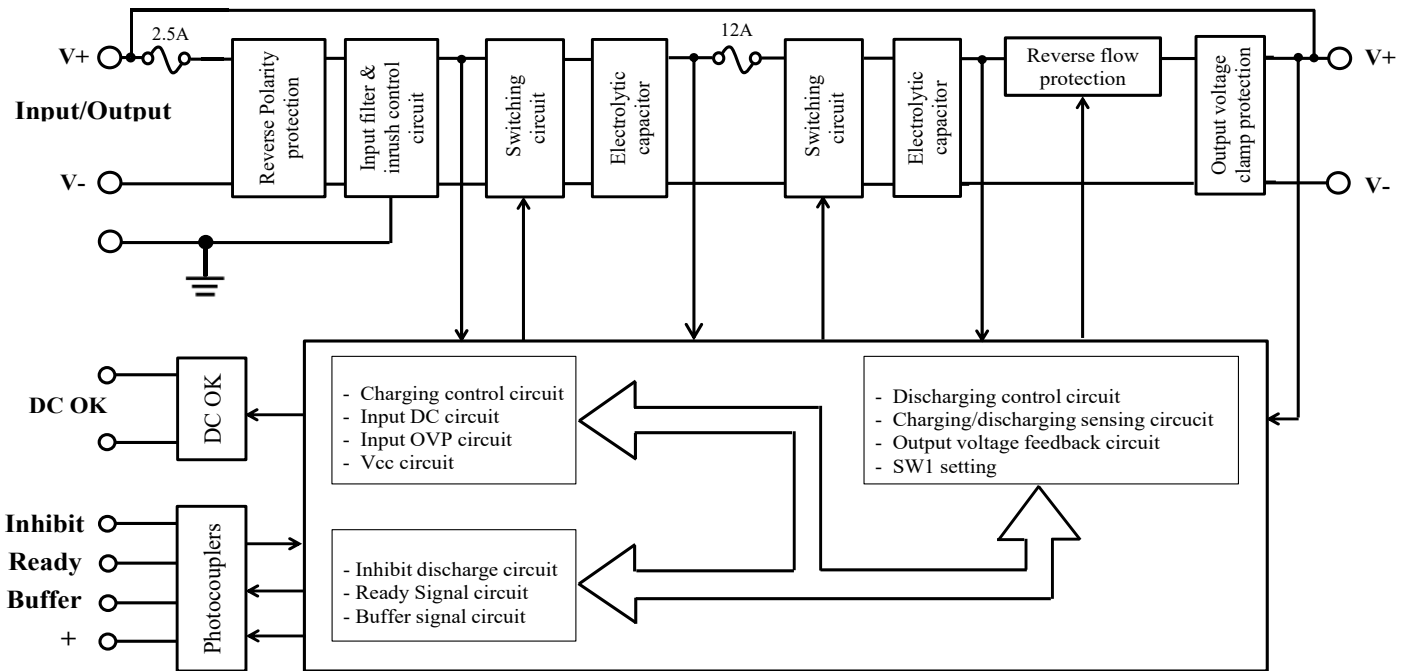 2.5A
12A
V+
V+
Input/Output
V-
V-
Reverse Polarity
protection
Input filter &
inrush control
circuit
Switching
circuit
Electrolytic
capacitor
Switching
circuit
Electrolytic
capacitor
Reverse flow
protection
Output voltage
clamp protection
DC OK
DC OK
- Charging control circuit
- Input DC circuit
- Input OVP circuit
- Vcc circuit
- Discharging control circuit
- Charging/discharging sensing circucit
- Output voltage feedback circuit
- SW1 setting
Inhibit
Ready
Buffer
+
Photocouplers
- Inhibit discharge circuit
- Ready Signal circuit
- Buffer signal circuit